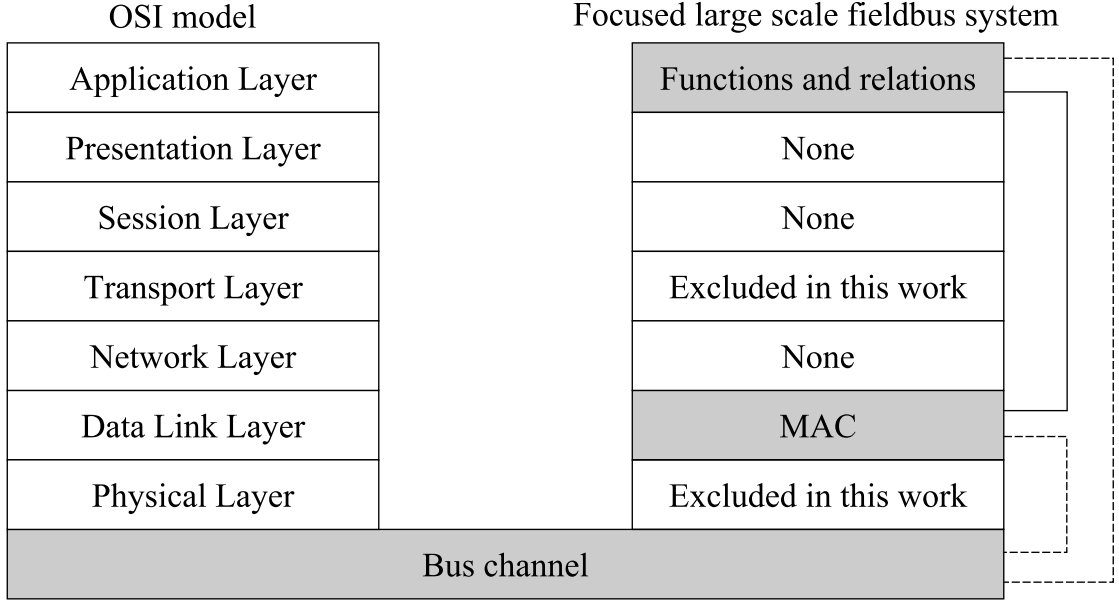 OSI model
Focused large scale fieldbus system
Application Layer
Functions and relations
Presentation Layer
None
Session Layer
None
Transport Layer
Excluded in this work
Network Layer
None
Data Link Layer
MAC
Physical Layer
Excluded in this work
Bus channel